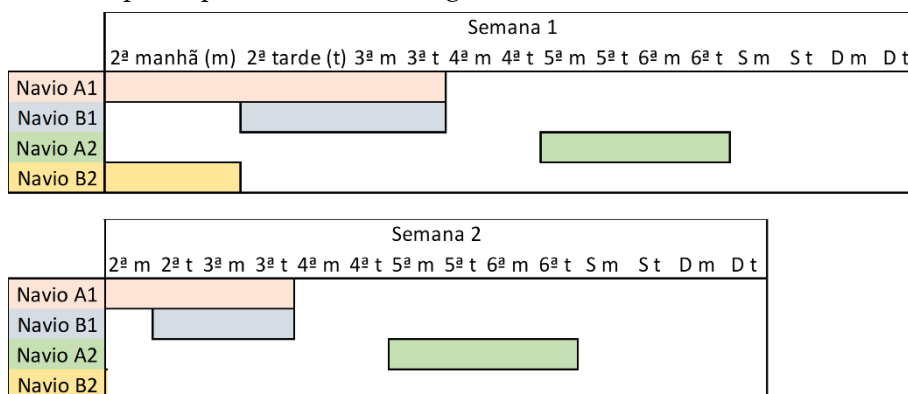 Semana 1
2ª manhã (m) 2ª tarde (t) 3ª m 3ª t 4ª m 4ª t 5ª m 5ª t 6ª m 6ª t S m S t D m D t
Navio A1
Navio B1
Navio A2
Navio B2
Semana 2
2ª m 2ª t 3ª m 3ª t 4ª m 4ª t 5ª m 5ª t 6ª m 6ª t S m S t D m D t
Navio A1
Navio B1
Navio A2
Navio B2